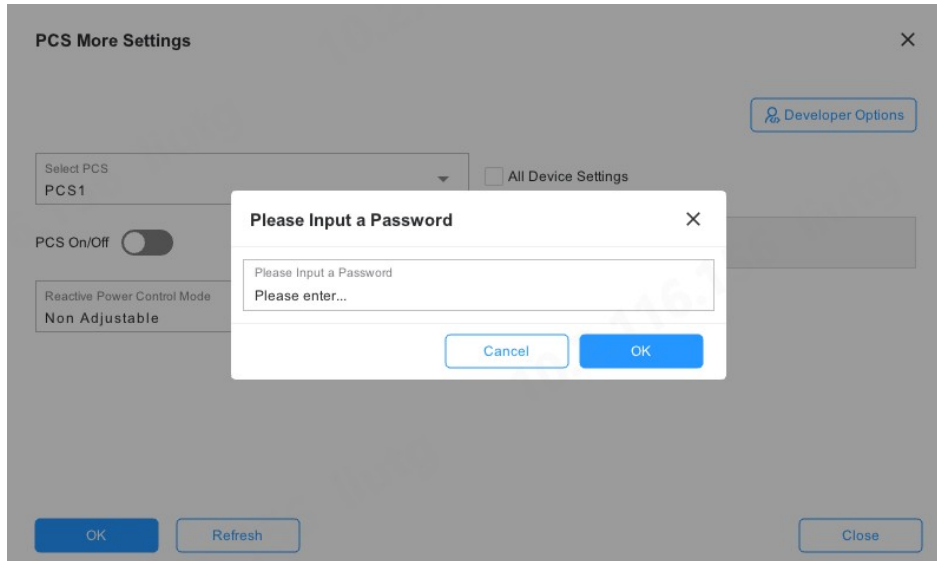 PCS More Settings
Developer Options
Select PCS
PCS1
All Device Settings
Please Input a Password
PCS On/Off
Please Input a Password
Please enter...
Reactive Power Control Mode
Non Adjustable
Cancel
OK
OK
Refresh
Close